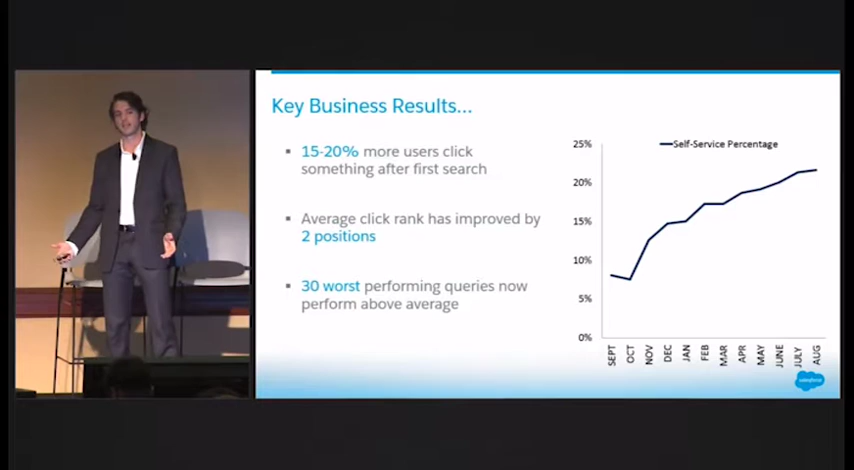 Key Business Results...
15-20% more users click
something after first search
Average click rank has improved by
2 positions
30 worst performing queries now
perform above average
Self-Service Percentage
25%
20%
15%
10%
5%
0%
SEPT
OCT
NOV
DEC
JAN
FEB
MAR
APR
MAY
JUNE
JULY
AUG
salesforce